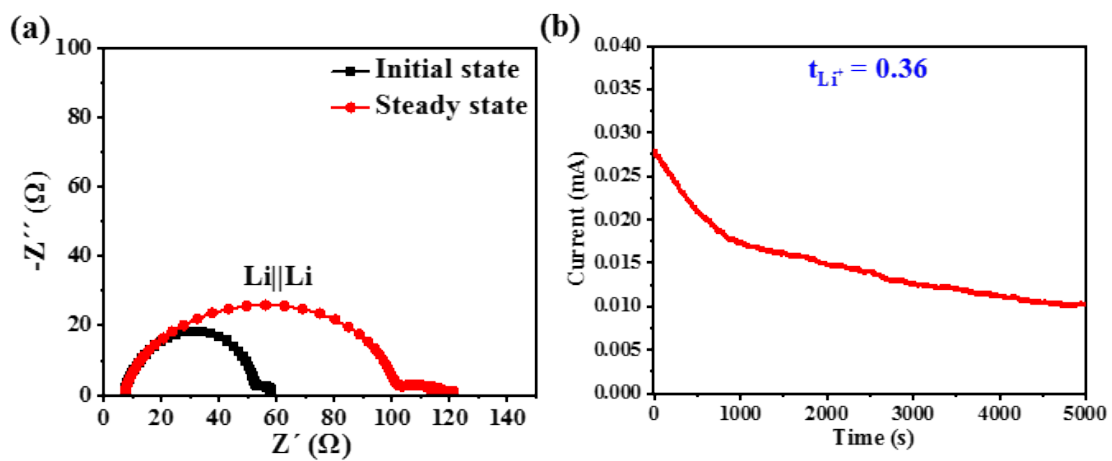 (a)
100
80
60
40
20
0
-Z´´ (Ω)
Initial state
Steady state
Li||Li
0 20 40 60 80 100 120 140
Z´ (Ω)
(b)
0.040
0.035
0.030
0.025
0.020
0.015
0.010
0.005
0.000
Current (mA)
t_Li⁺ = 0.36
0 1000 2000 3000 4000 5000
Time (s)